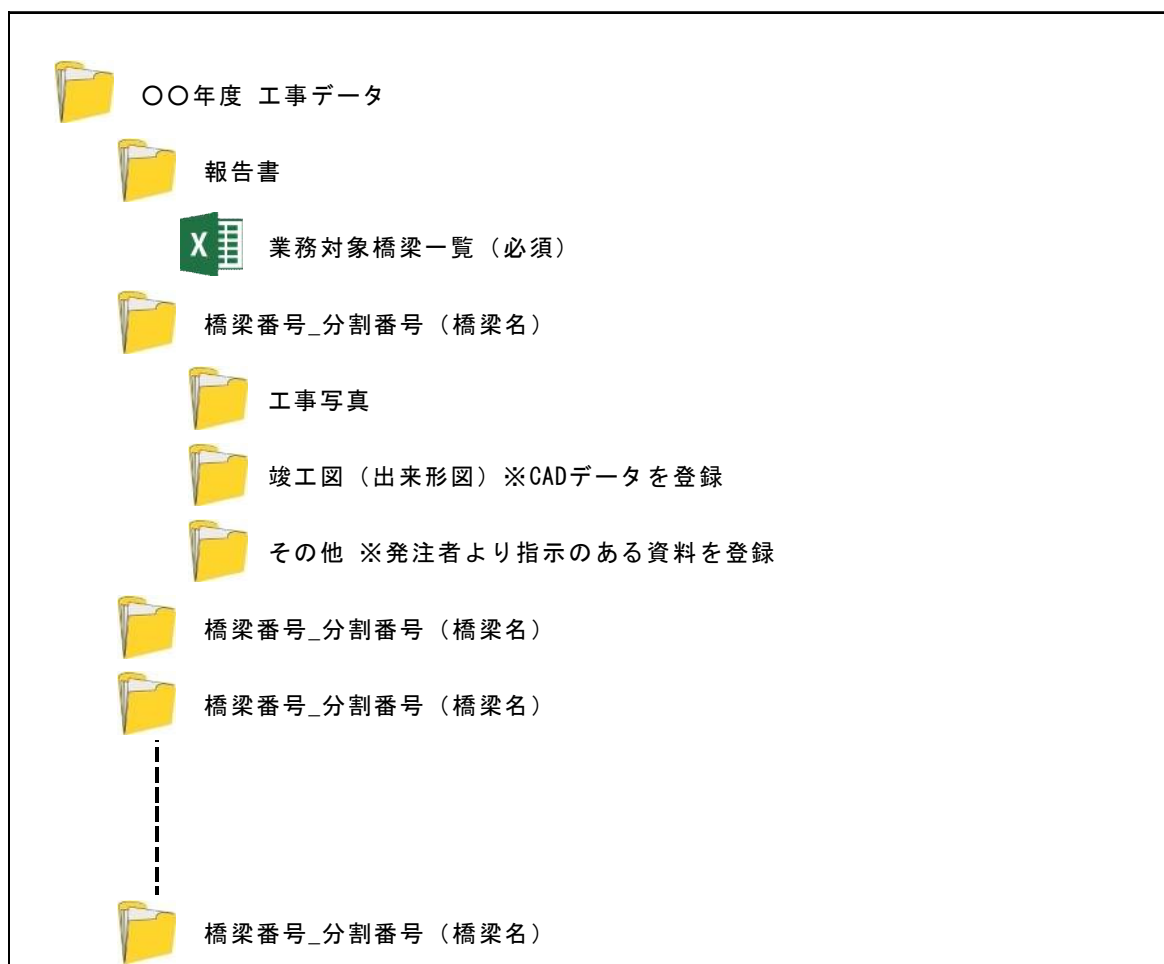 〇〇年度 工事データ
報告書
X
業務対象橋梁一覧（必須）
橋梁番号_分割番号（橋梁名）
工事写真
竣工図（出来形図）※CADデータを登録
その他 ※発注者より指示のある資料を登録
橋梁番号_分割番号（橋梁名）
橋梁番号_分割番号（橋梁名）
橋梁番号_分割番号（橋梁名）